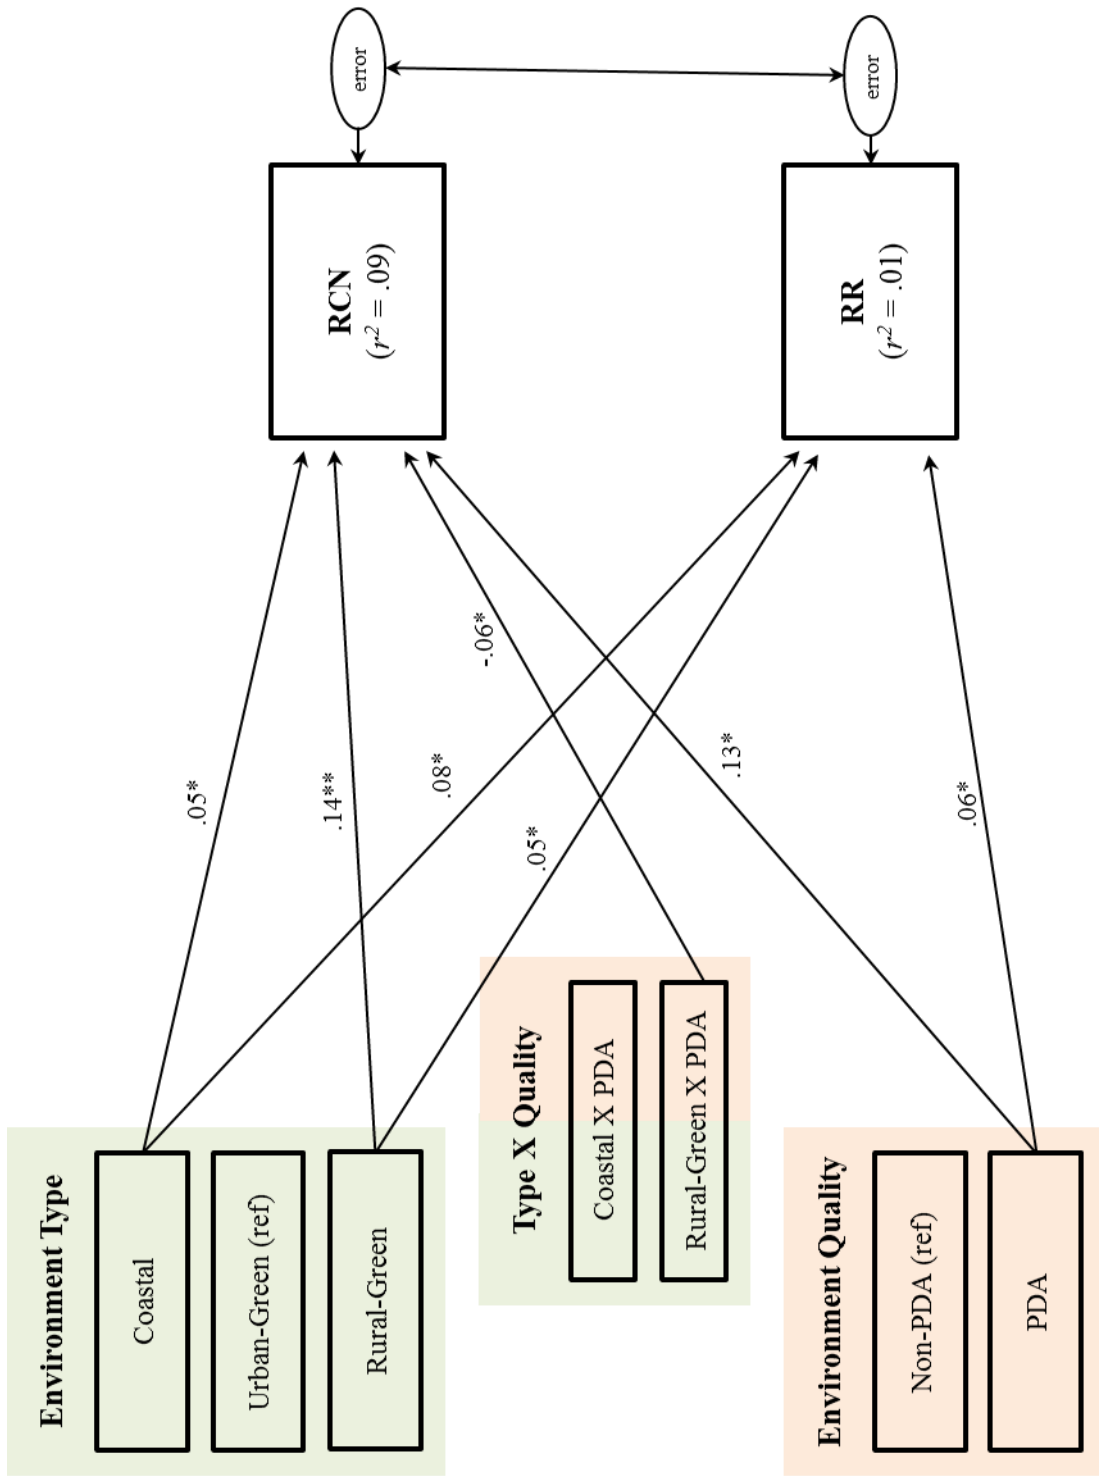 Environment Type
Coastal
Urban-Green (ref)
Rural-Green
Type X Quality
Coastal X PDA
Rural-Green X PDA
Environment Quality
Non-PDA (ref)
PDA
.05*
.14**
.08*
.05*
-.06*
.13*
.06*
RCN
(r² = .09)
RR
(r² = .01)
error
error